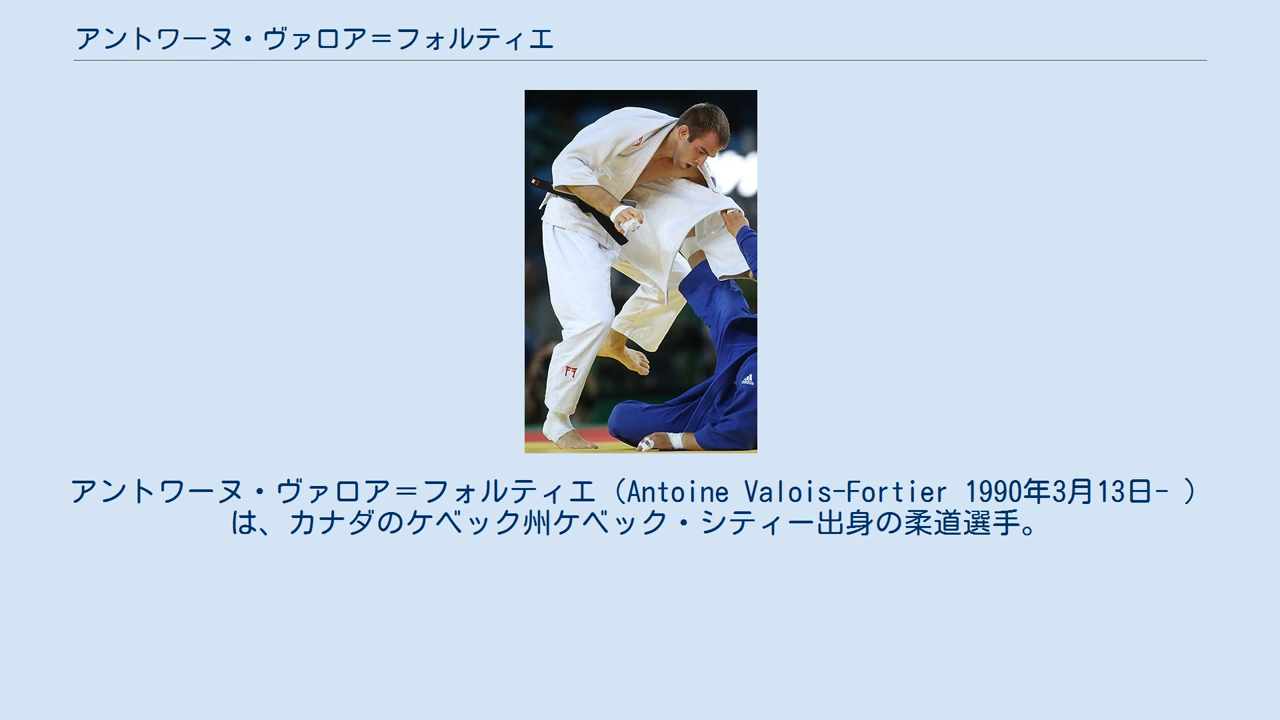 アントワーヌ・ヴァロア＝フォルティエ
アントワーヌ・ヴァロア＝フォルティエ（Antoine Valois-Fortier 1990年3月13日- ）
は、カナダのケベック州ケベック・シティー出身の柔道選手。